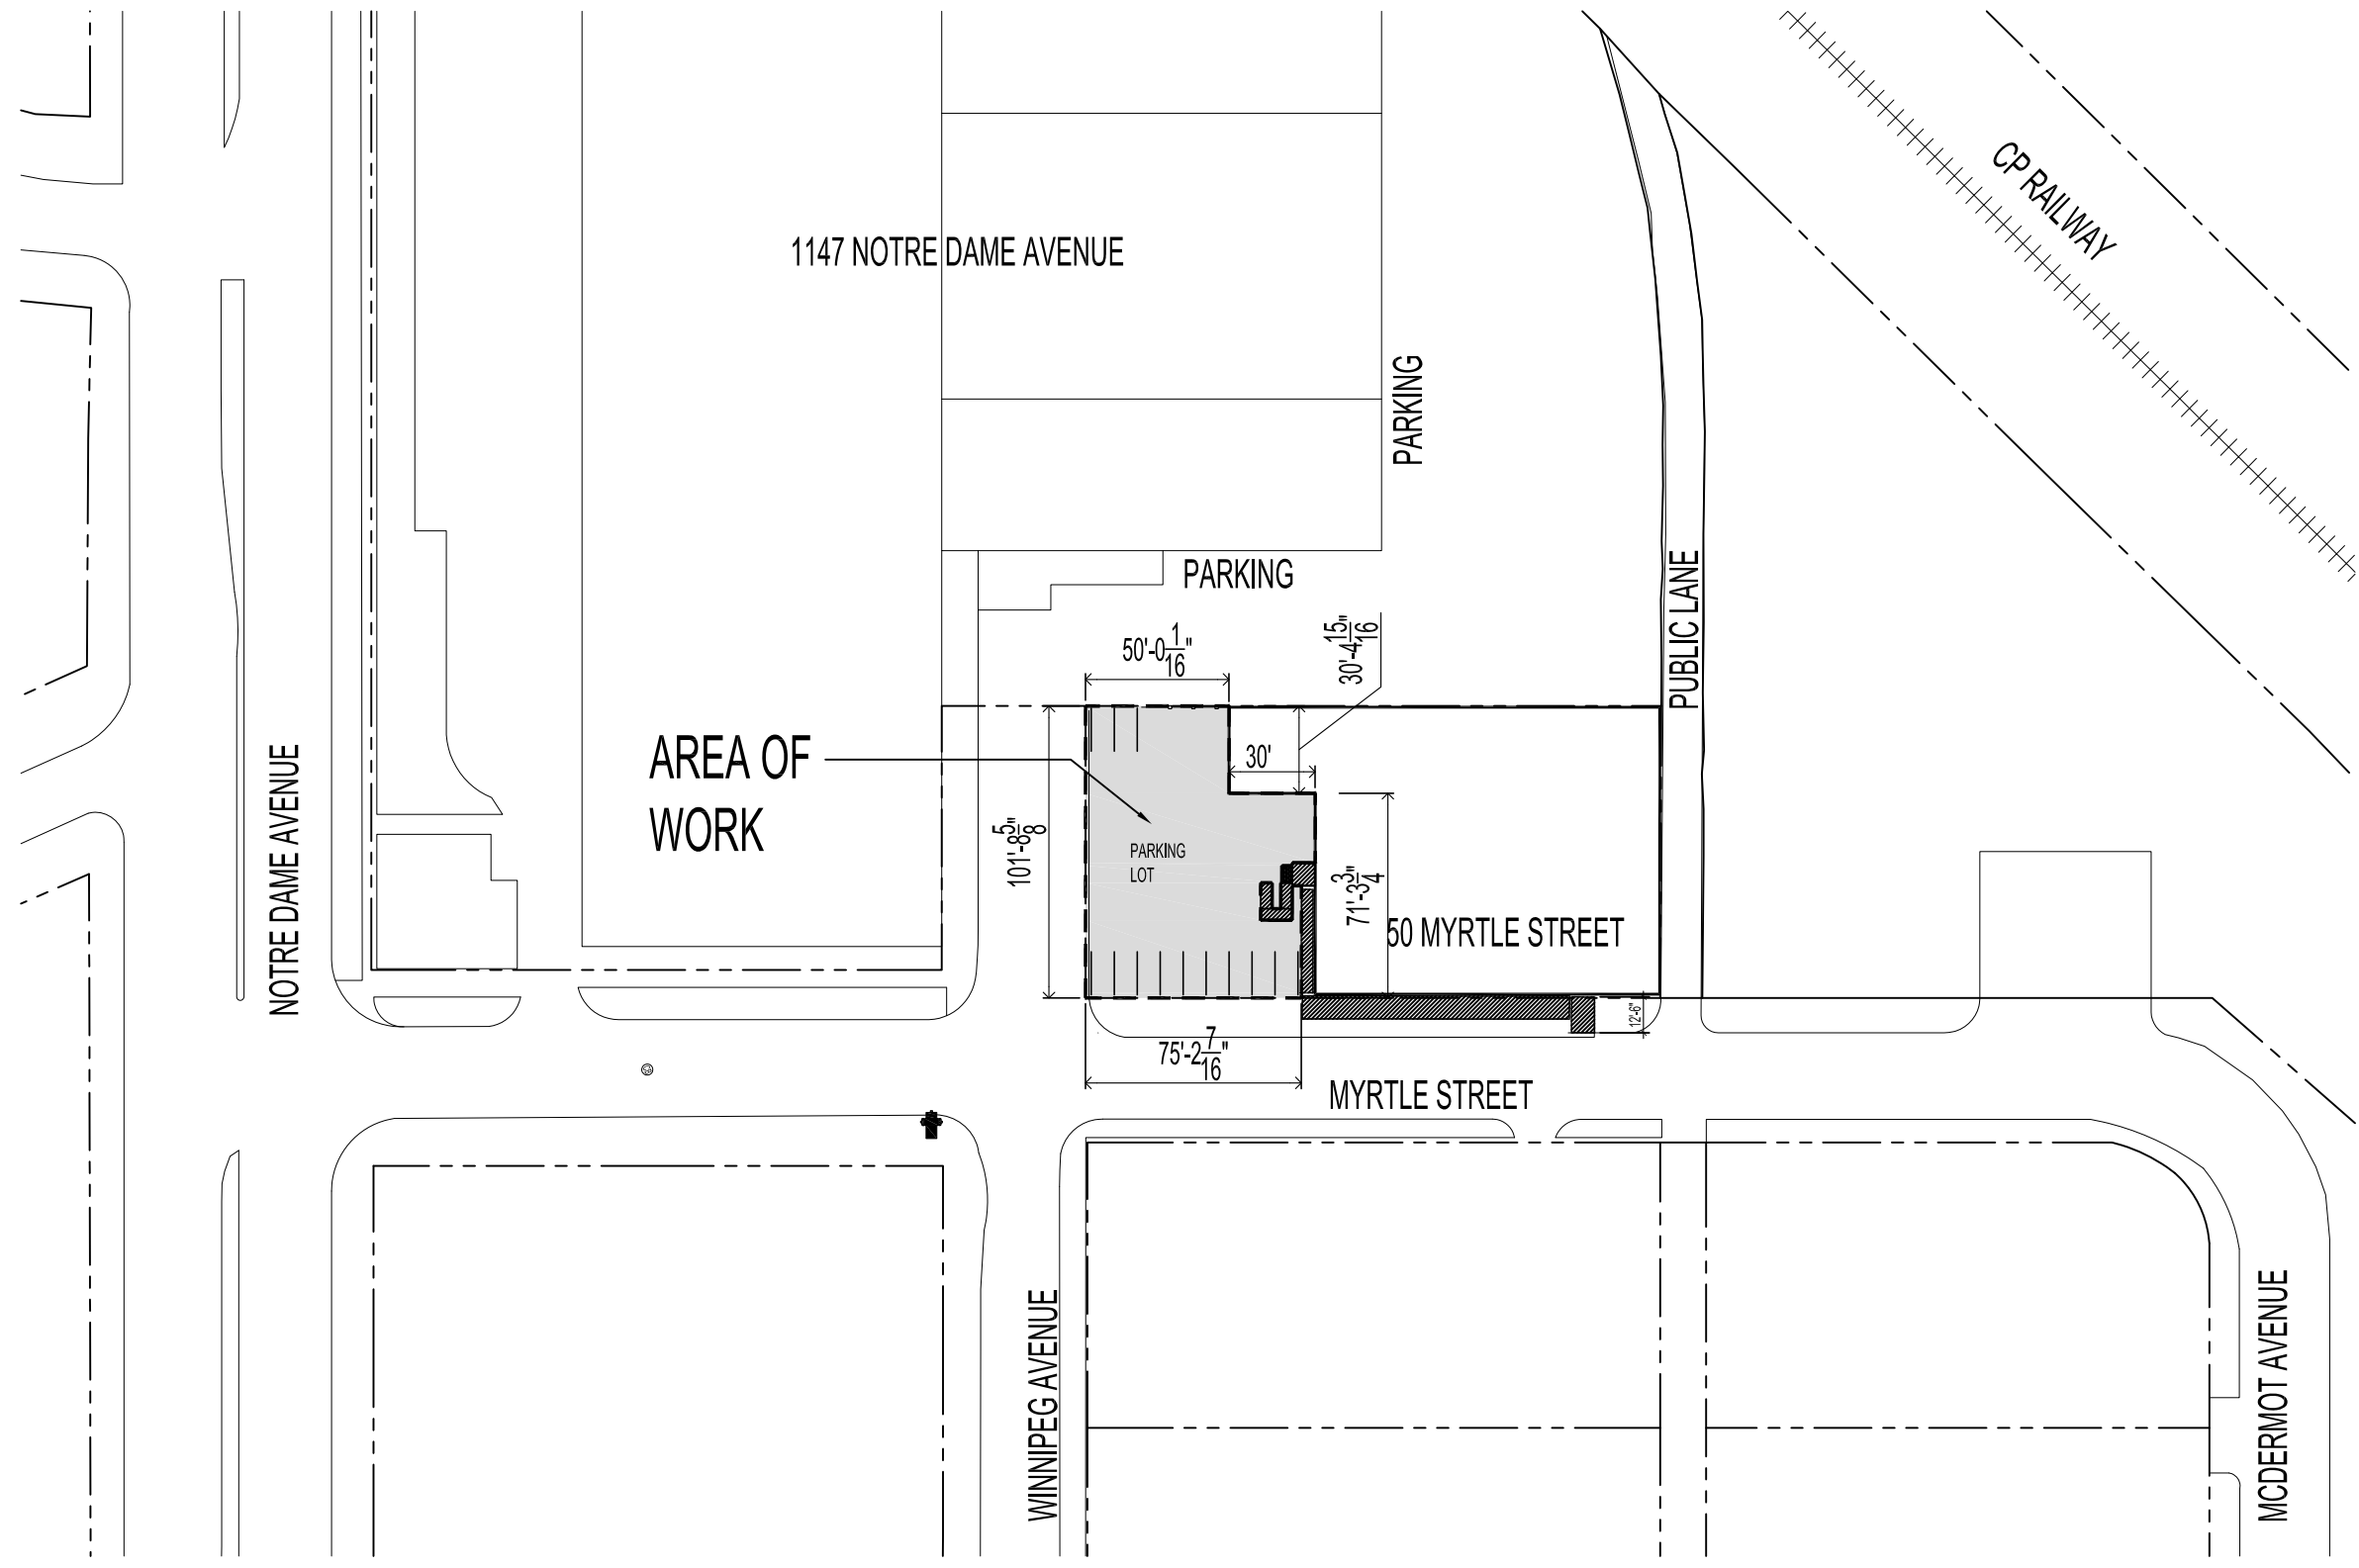 CP RAILWAY
1147 NOTRE DAME AVENUE
PARKING
PARKING
PUBLIC LANE
50'-0 1/16"
30'-4 15/16"
30'
AREA OF
WORK
NOTRE DAME AVENUE
101'-8 5/8"
PARKING
LOT
71'-3 3/4"
50 MYRTLE STREET
12'-6"
75'-2 7/16"
MYRTLE STREET
WINNIPEG AVENUE
MCDERMOT AVENUE